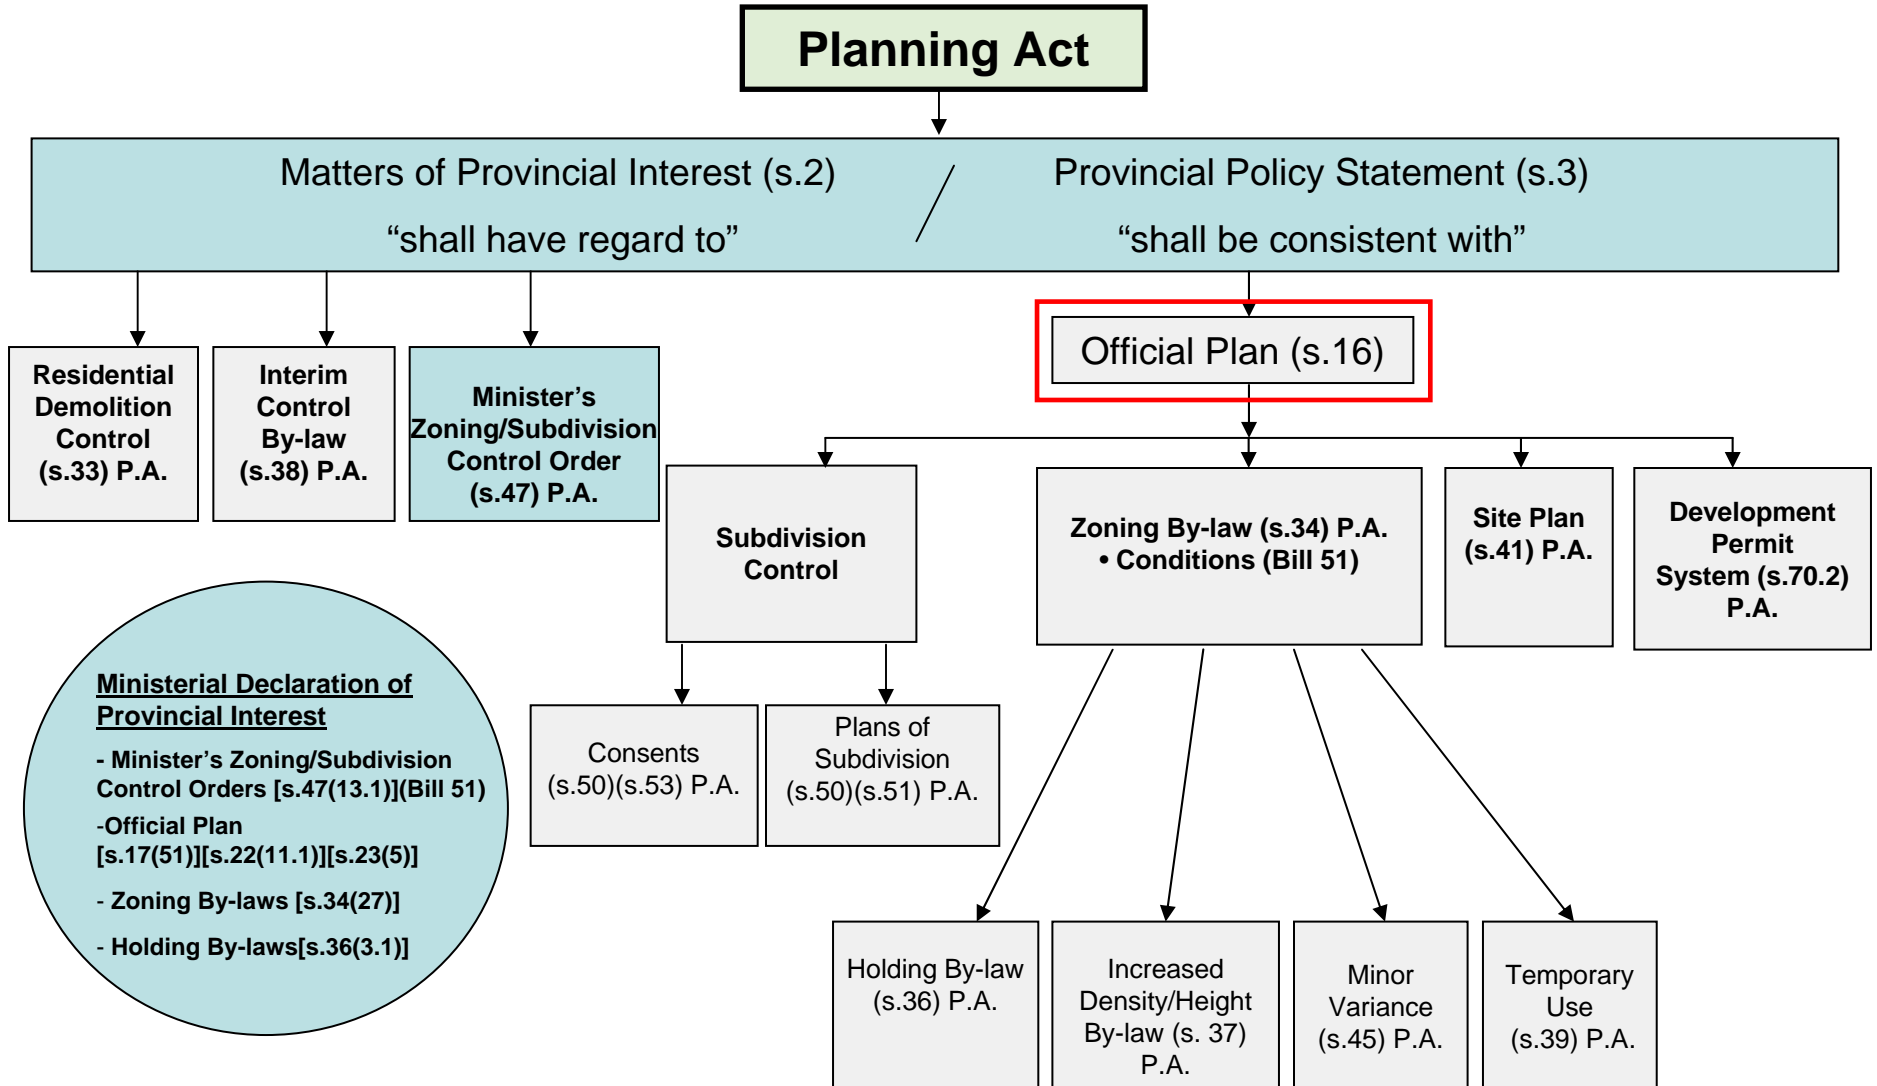 Planning Act
Matters of Provincial Interest (s.2) / Provincial Policy Statement (s.3)
“shall have regard to” “shall be consistent with”
Official Plan (s.16)
Residential
Demolition
Control
(s.33) P.A.
Interim
Control
By-law
(s.38) P.A.
Minister’s
Zoning/Subdivision
Control Order
(s.47) P.A.
Subdivision
Control
Zoning By-law (s.34) P.A.
• Conditions (Bill 51)
Site Plan
(s.41) P.A.
Development
Permit
System (s.70.2)
P.A.
Ministerial Declaration of
Provincial Interest
- Minister’s Zoning/Subdivision
Control Orders [s.47(13.1)](Bill 51)
-Official Plan
[s.17(51)][s.22(11.1)][s.23(5)]
- Zoning By-laws [s.34(27)]
- Holding By-laws[s.36(3.1)]
Consents
(s.50)(s.53) P.A.
Plans of
Subdivision
(s.50)(s.51) P.A.
Holding By-law
(s.36) P.A.
Increased
Density/Height
By-law (s. 37)
P.A.
Minor
Variance
(s.45) P.A.
Temporary
Use
(s.39) P.A.